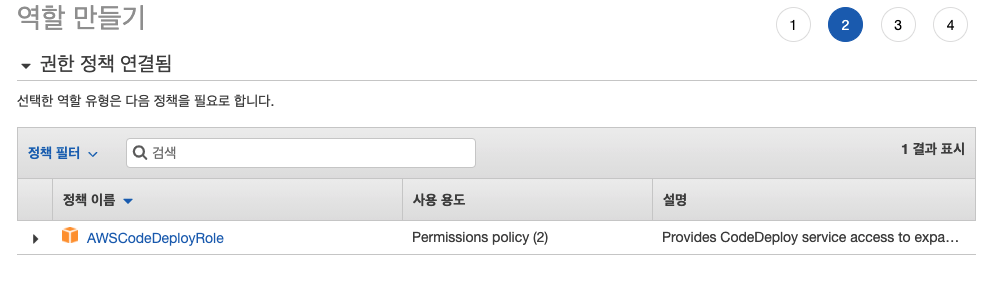 역할 만들기
1 2 3 4
권한 정책 연결됨
선택한 역할 유형은 다음 정책을 필요로 합니다.
정책 필터 검색 1 결과 표시
정책 이름 사용 용도 설명
AWSCodeDeployRole Permissions policy (2) Provides CodeDeploy service access to expa…